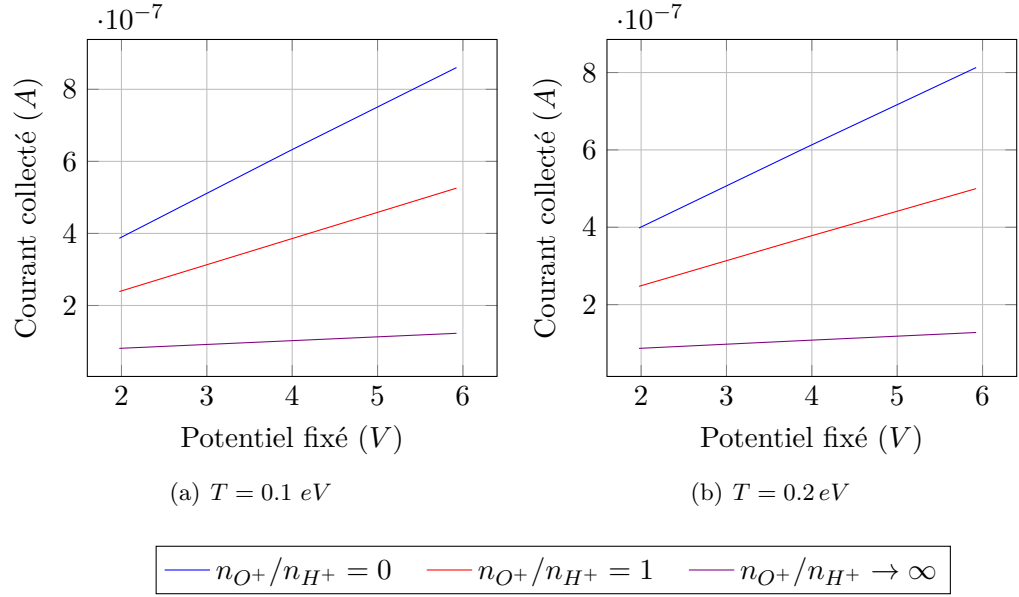 ·10⁻⁷
8
6
4
2
Courant collecté (A)
2 3 4 5 6
Potentiel fixé (V)
(a) T = 0.1 eV
·10⁻⁷
8
6
4
2
Courant collecté (A)
2 3 4 5 6
Potentiel fixé (V)
(b) T = 0.2 eV
n_{O⁺}/n_{H⁺} = 0 n_{O⁺}/n_{H⁺} = 1 n_{O⁺}/n_{H⁺} → ∞